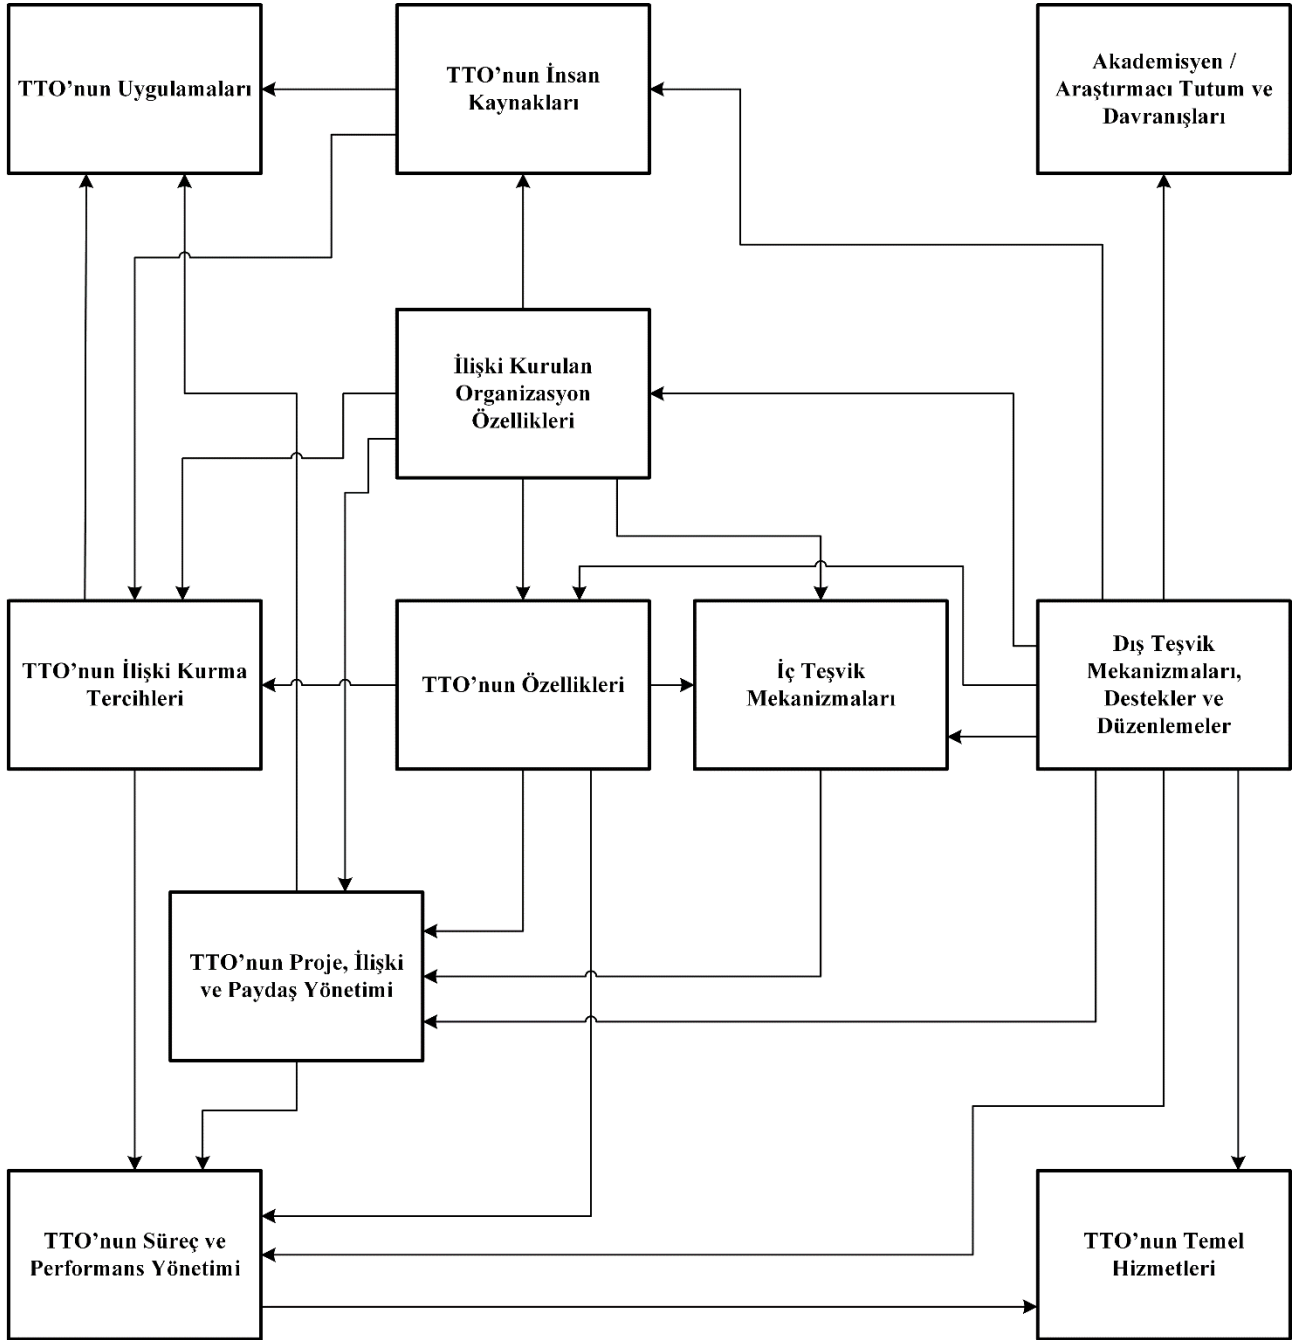 TTO’nun Uygulamaları
TTO’nun İnsan
Kaynakları
Akademisyen /
Araştırmacı Tutum ve
Davranışları
İlişki Kurulan
Organizasyon
Özellikleri
TTO’nun İlişki Kurma
Tercihleri
TTO’nun Özellikleri
İç Teşvik
Mekanizmaları
Dış Teşvik
Mekanizmaları,
Destekler ve
Düzenlemeler
TTO’nun Proje, İlişki
ve Paydaş Yönetimi
TTO’nun Süreç ve
Performans Yönetimi
TTO’nun Temel
Hizmetleri